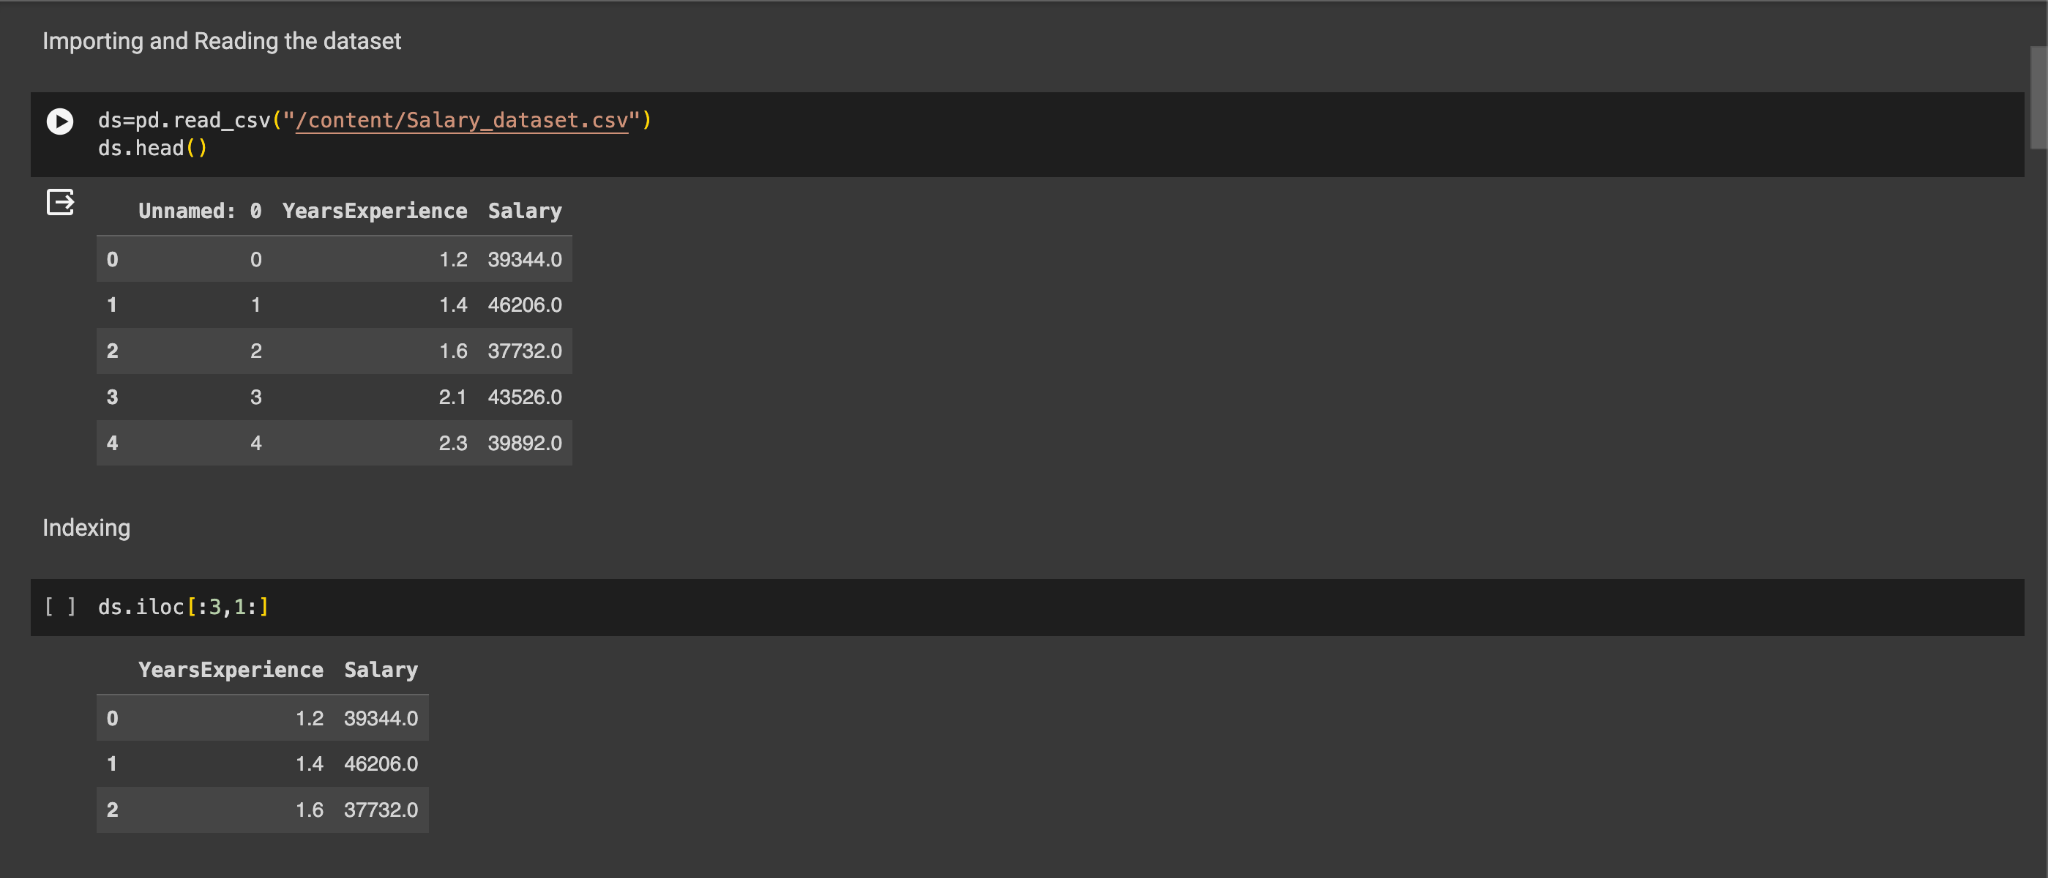 Importing and Reading the dataset
ds=pd.read_csv("/content/Salary_dataset.csv")
ds.head()
Unnamed: 0 YearsExperience Salary
0 0 1.2 39344.0
1 1 1.4 46206.0
2 2 1.6 37732.0
3 3 2.1 43526.0
4 4 2.3 39892.0
Indexing
[ ] ds.iloc[:3,1:]
YearsExperience Salary
0 1.2 39344.0
1 1.4 46206.0
2 1.6 37732.0